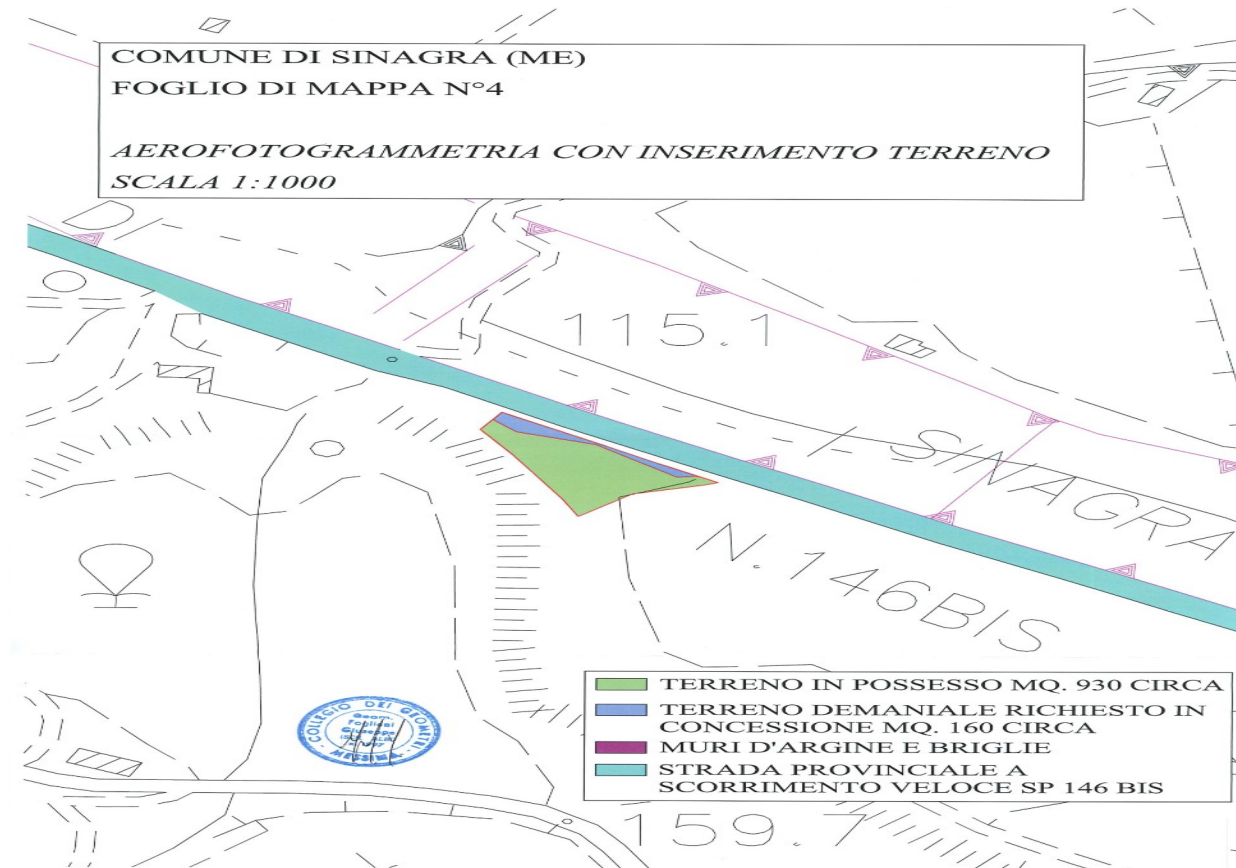 COMUNE DI SINAGRA (ME)
FOGLIO DI MAPPA N°4
AEROFOTOGRAMMETRIA CON INSERIMENTO TERRENO
SCALA 1:1000
115.1
SINAGRA
N. 146BIS
TERRENO IN POSSESSO MQ. 930 CIRCA
TERRENO DEMANIALE RICHIESTO IN
CONCESSIONE MQ. 160 CIRCA
MURI D'ARGINE E BRIGLIE
STRADA PROVINCIALE A
SCORRIMENTO VELOCE SP 146 BIS
COLLEGIO DEI GEOMETRI
Geom.
Giuseppe
MESSINA
159.7